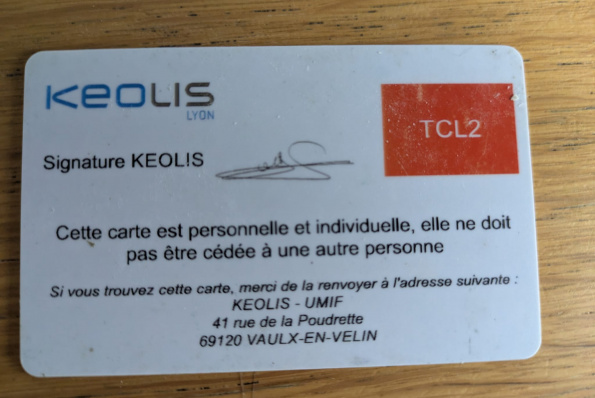 KEOLIS
LYON
TCL2
Signature KEOLIS
Cette carte est personnelle et individuelle, elle ne doit
pas être cédée à une autre personne
Si vous trouvez cette carte, merci de la renvoyer à l'adresse suivante :
KEOLIS - UMIF
41 rue de la Poudrette
69120 VAULX-EN-VELIN